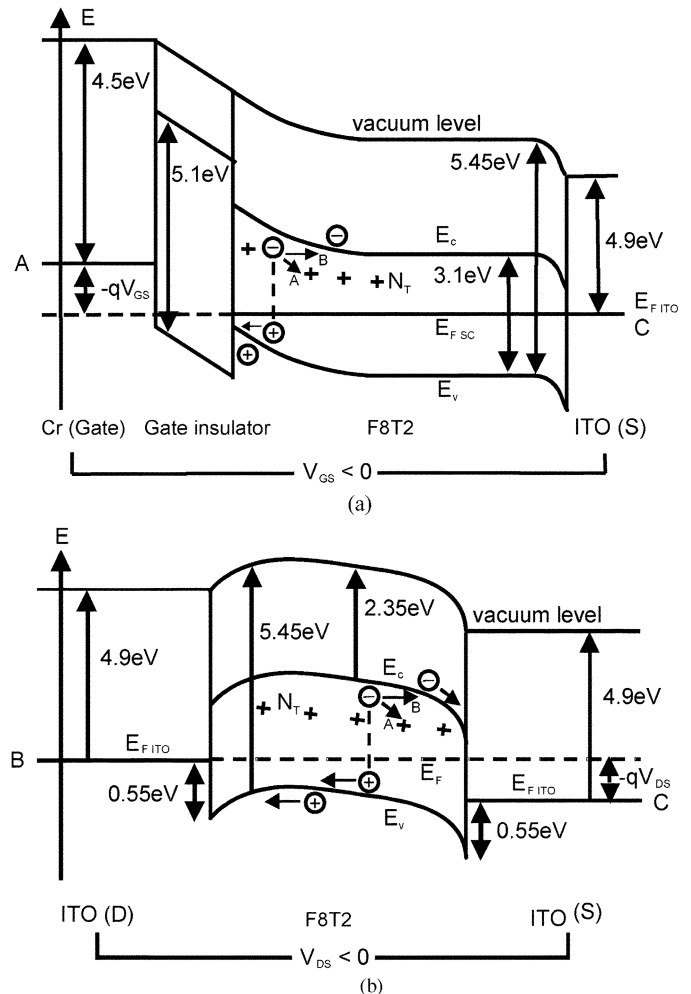 E
4.5eV
vacuum level
5.1eV
5.45eV
4.9eV
A
-qV_GS
E_c
3.1eV
A B
N_T
E_F ITO
E_F SC
C
E_v
Cr (Gate) Gate insulator F8T2 ITO (S)
V_GS < 0
(a)
E
2.35eV
vacuum level
5.45eV
4.9eV
E_c
4.9eV
N_T
A B
B
E_F ITO
E_F
-qV_DS
0.55eV
E_F ITO
C
E_v
0.55eV
ITO (D) F8T2 ITO (S)
V_DS < 0
(b)